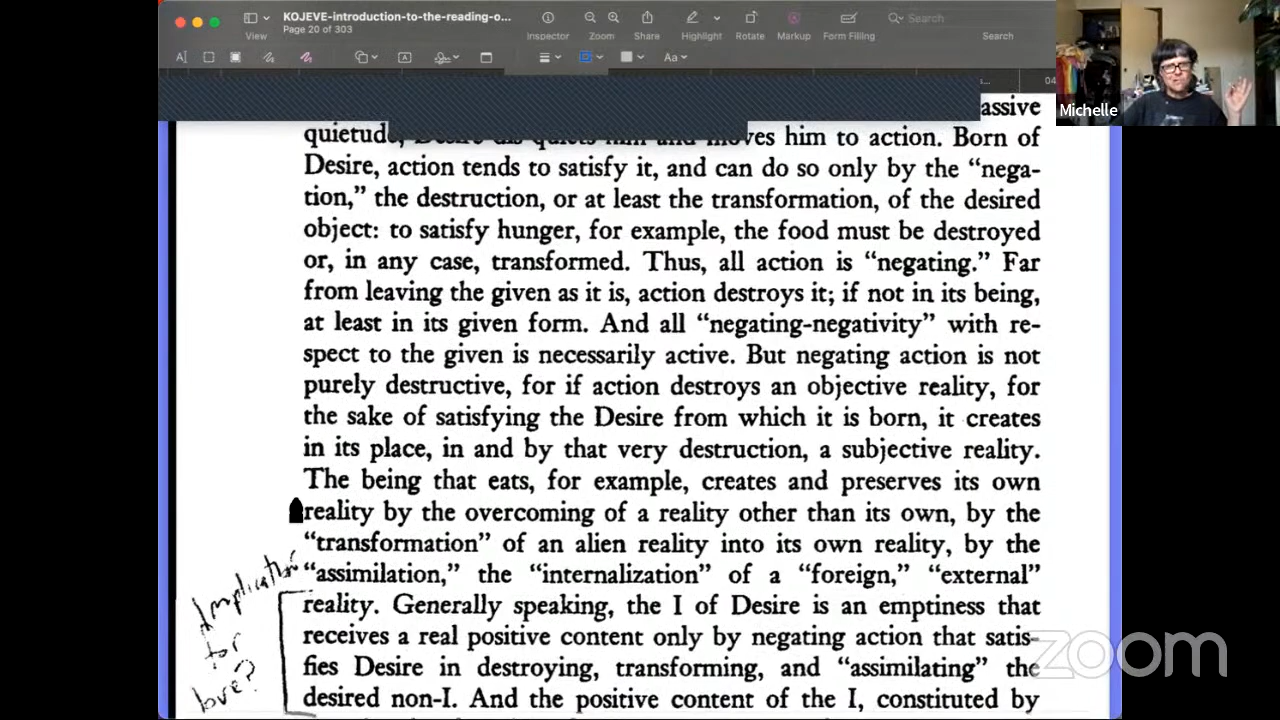 KOJEVE-introduction-to-the-reading-o...
Page 20 of 303
View
Inspector
Zoom
Share
Highlight
Rotate
Markup
Form Filling
Search
Search
Aa
04
Michelle
assive
quietude, Desire dis-quiets him and moves him to action. Born of
Desire, action tends to satisfy it, and can do so only by the “nega-
tion,” the destruction, or at least the transformation, of the desired
object: to satisfy hunger, for example, the food must be destroyed
or, in any case, transformed. Thus, all action is “negating.” Far
from leaving the given as it is, action destroys it; if not in its being,
at least in its given form. And all “negating-negativity” with re-
spect to the given is necessarily active. But negating action is not
purely destructive, for if action destroys an objective reality, for
the sake of satisfying the Desire from which it is born, it creates
in its place, in and by that very destruction, a subjective reality.
The being that eats, for example, creates and preserves its own
reality by the overcoming of a reality other than its own, by the
“transformation” of an alien reality into its own reality, by the
“assimilation,” the “internalization” of a “foreign,” “external”
reality. Generally speaking, the I of Desire is an emptiness that
receives a real positive content only by negating action that satis-
fies Desire in destroying, transforming, and “assimilating” the
desired non-I. And the positive content of the I, constituted by
Implication
for
love?
zoom